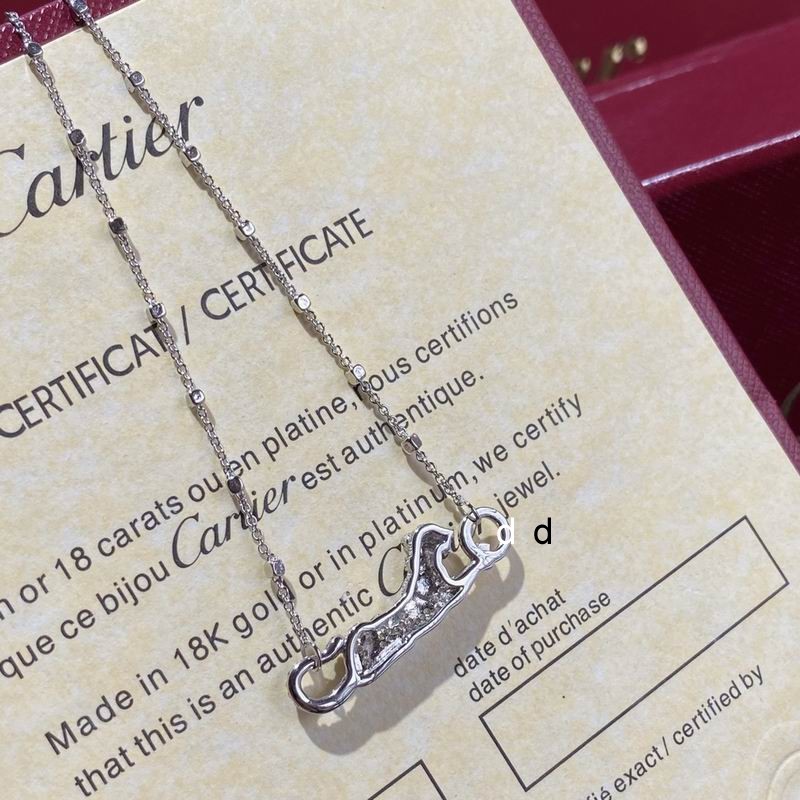 Cartier
CERTIFICAT / CERTIFICATE
n or 18 carats ou en platine, nous certifions
que ce bijou Cartier est authentique.
Made in 18K gold or in platinum, we certify
that this is an authentic Cartier jewel.
d d
date d'achat
date of purchase
fié exact / certified by